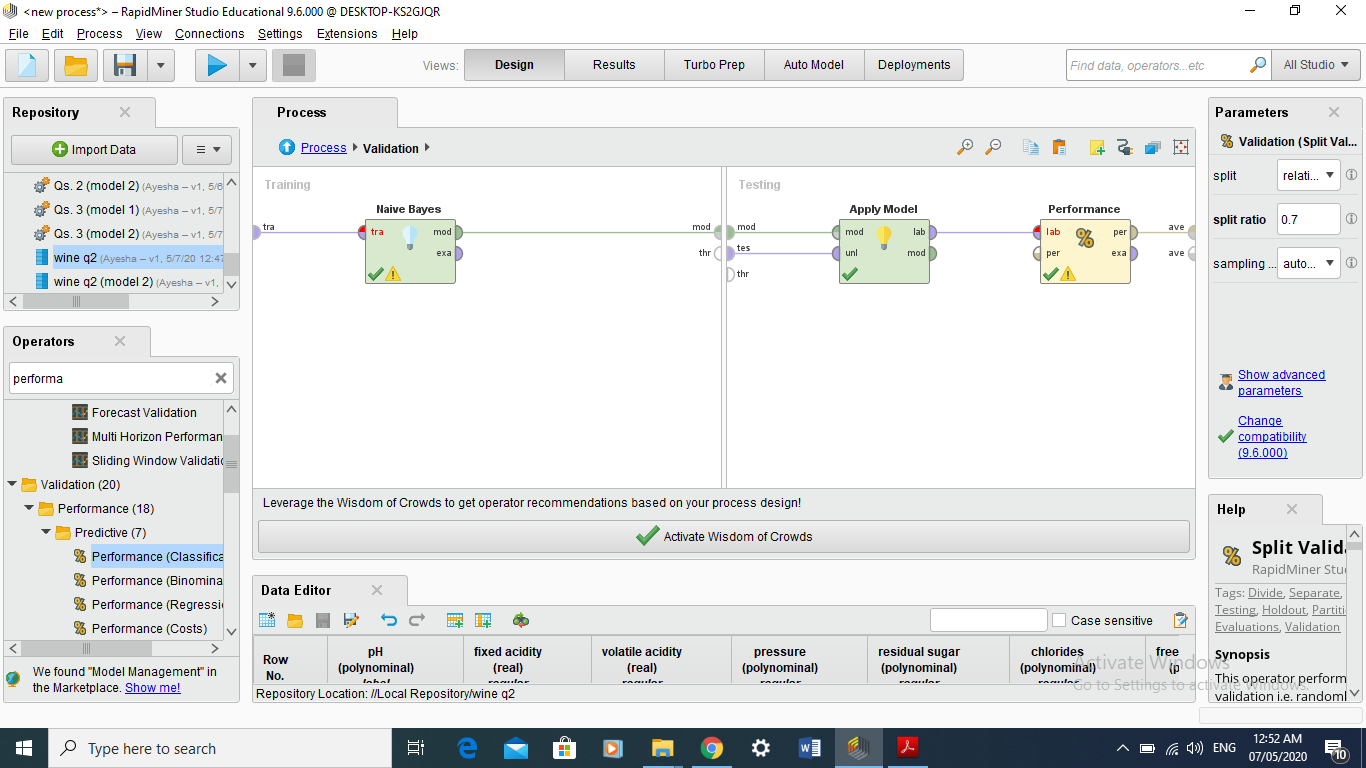 <new process*> – RapidMiner Studio Educational 9.6.000 @ DESKTOP-KS2GJQR
File Edit Process View Connections Settings Extensions Help
Views: Design Results Turbo Prep Auto Model Deployments
Find data, operators...etc All Studio
Repository
Import Data
Qs. 2 (model 2) (Ayesha – v1, 5/6
Qs. 3 (model 1) (Ayesha – v1, 5/7
Qs. 3 (model 2) (Ayesha – v1, 5/7
wine q2 (Ayesha – v1, 5/7/20 12:47
wine q2 (model 2) (Ayesha – v1,
Operators
performa
Forecast Validation
Multi Horizon Performan
Sliding Window Validatio
Validation (20)
Performance (18)
Predictive (7)
Performance (Classifica
Performance (Binomina
Performance (Regressi
Performance (Costs)
We found "Model Management" in
the Marketplace. Show me!
Process
Process Validation
Training
Naive Bayes
tra tra mod mod
exa thr
Testing
Apply Model Performance
mod mod lab lab per ave
tes unl mod per exa ave
thr
Leverage the Wisdom of Crowds to get operator recommendations based on your process design!
Activate Wisdom of Crowds
Data Editor
Case sensitive
Row
No.
pH
(polynominal)
label
fixed acidity
(real)
regular
volatile acidity
(real)
regular
pressure
(polynominal)
regular
residual sugar
(polynominal)
regular
chlorides
(polynominal)
regular
free
(p
Repository Location: //Local Repository/wine q2
Parameters
Validation (Split Val...
split relati...
split ratio 0.7
sampling ... auto...
Show advanced
parameters
Change
compatibility
(9.6.000)
Help
Split Valid
RapidMiner Stu
Tags: Divide, Separate,
Testing, Holdout, Partiti
Evaluations, Validation
Synopsis
This operator perform
validation i.e. randoml
Activate Windows
Go to Settings to activate Windows.
Type here to search
ENG
12:52 AM
07/05/2020
10